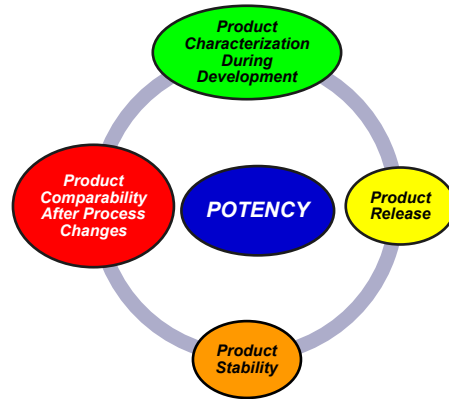 Product
Characterization
During
Development
Product
Comparability
After Process
Changes
POTENCY
Product
Release
Product
Stability